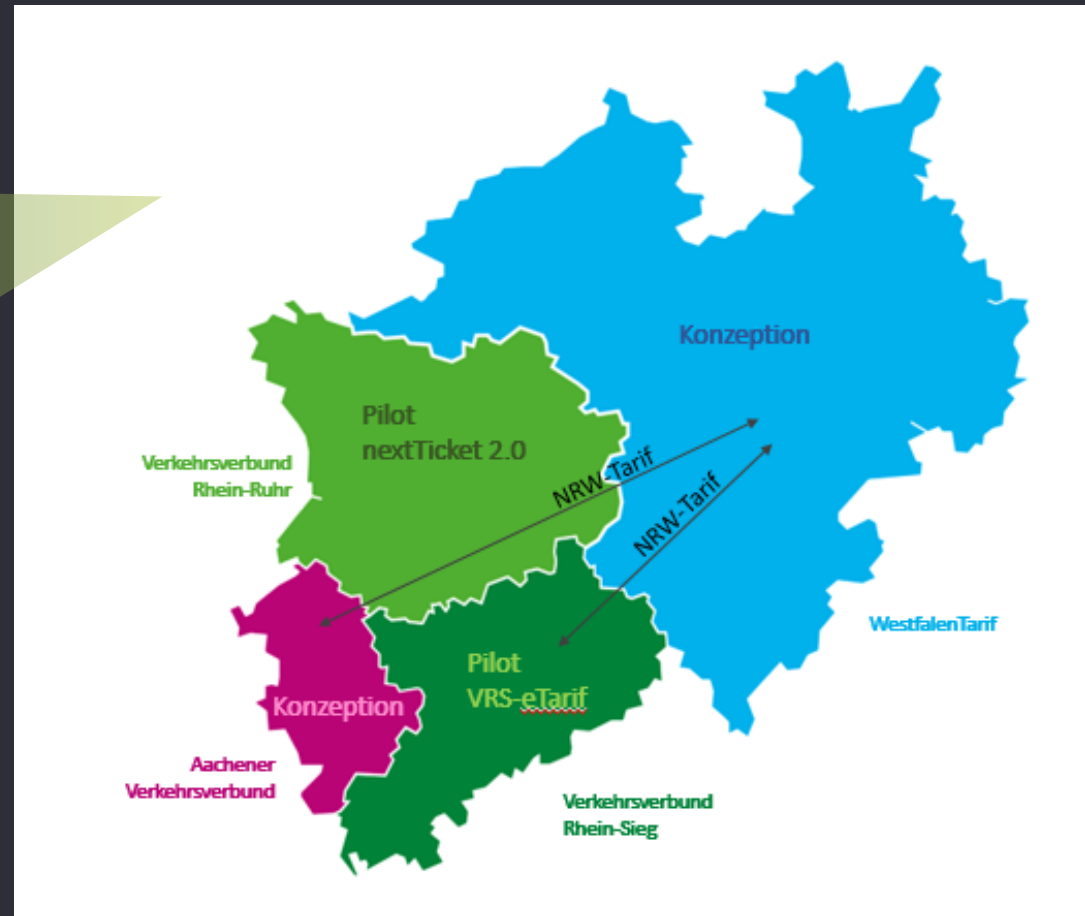 Konzeption
Pilot
nextTicket 2.0
Verkehrsverbund
Rhein-Ruhr
NRW-Tarif
NRW-Tarif
WestfalenTarif
Pilot
VRS-eTarif
Konzeption
Aachener
Verkehrsverbund
Verkehrsverbund
Rhein-Sieg